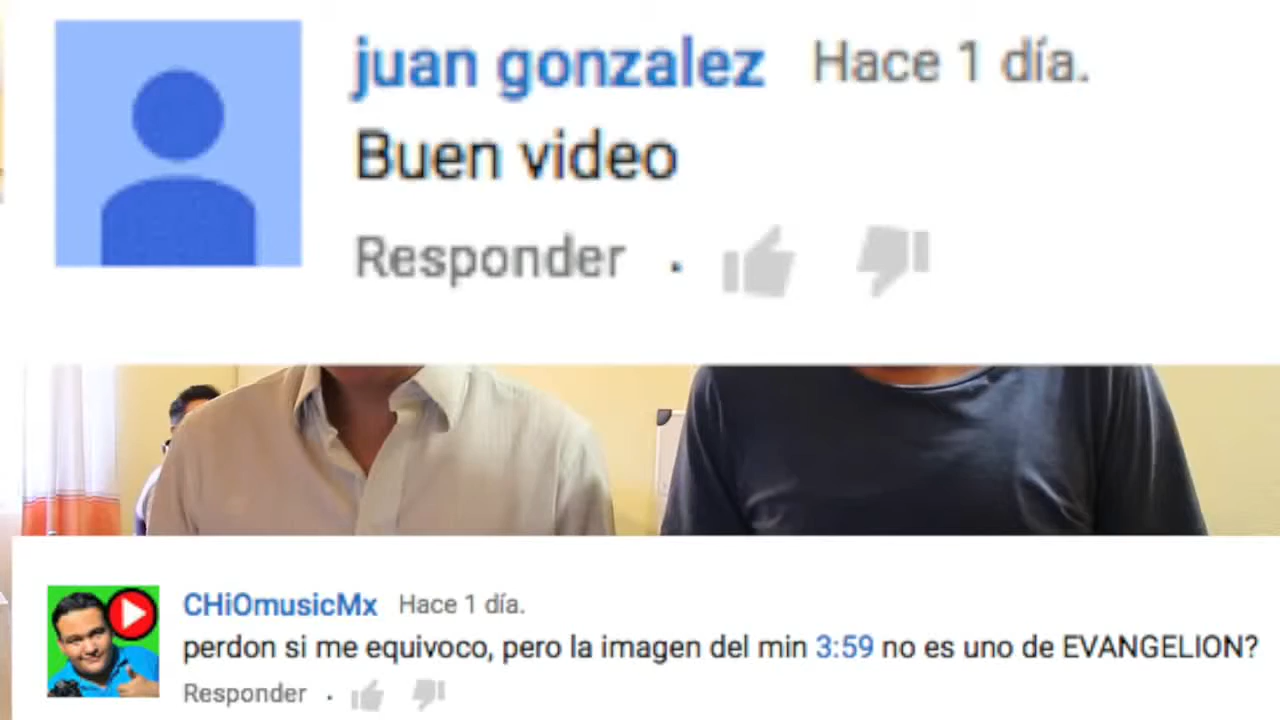 juan gonzalez Hace 1 día.
Buen video
Responder .
CHiOmusicMx Hace 1 día.
perdon si me equivoco, pero la imagen del min 3:59 no es uno de EVANGELION?
Responder .